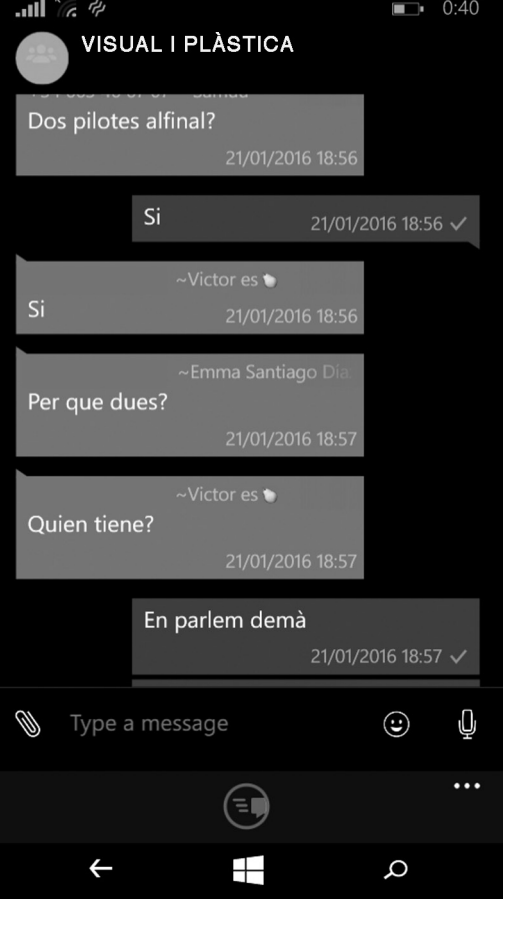 0:40
VISUAL I PLÀSTICA
Dos pilotes alfinal?
21/01/2016 18:56
Si
21/01/2016 18:56
~Victor es
Si
21/01/2016 18:56
~Emma Santiago Día
Per que dues?
21/01/2016 18:57
~Victor es
Quien tiene?
21/01/2016 18:57
En parlem demà
21/01/2016 18:57
Type a message